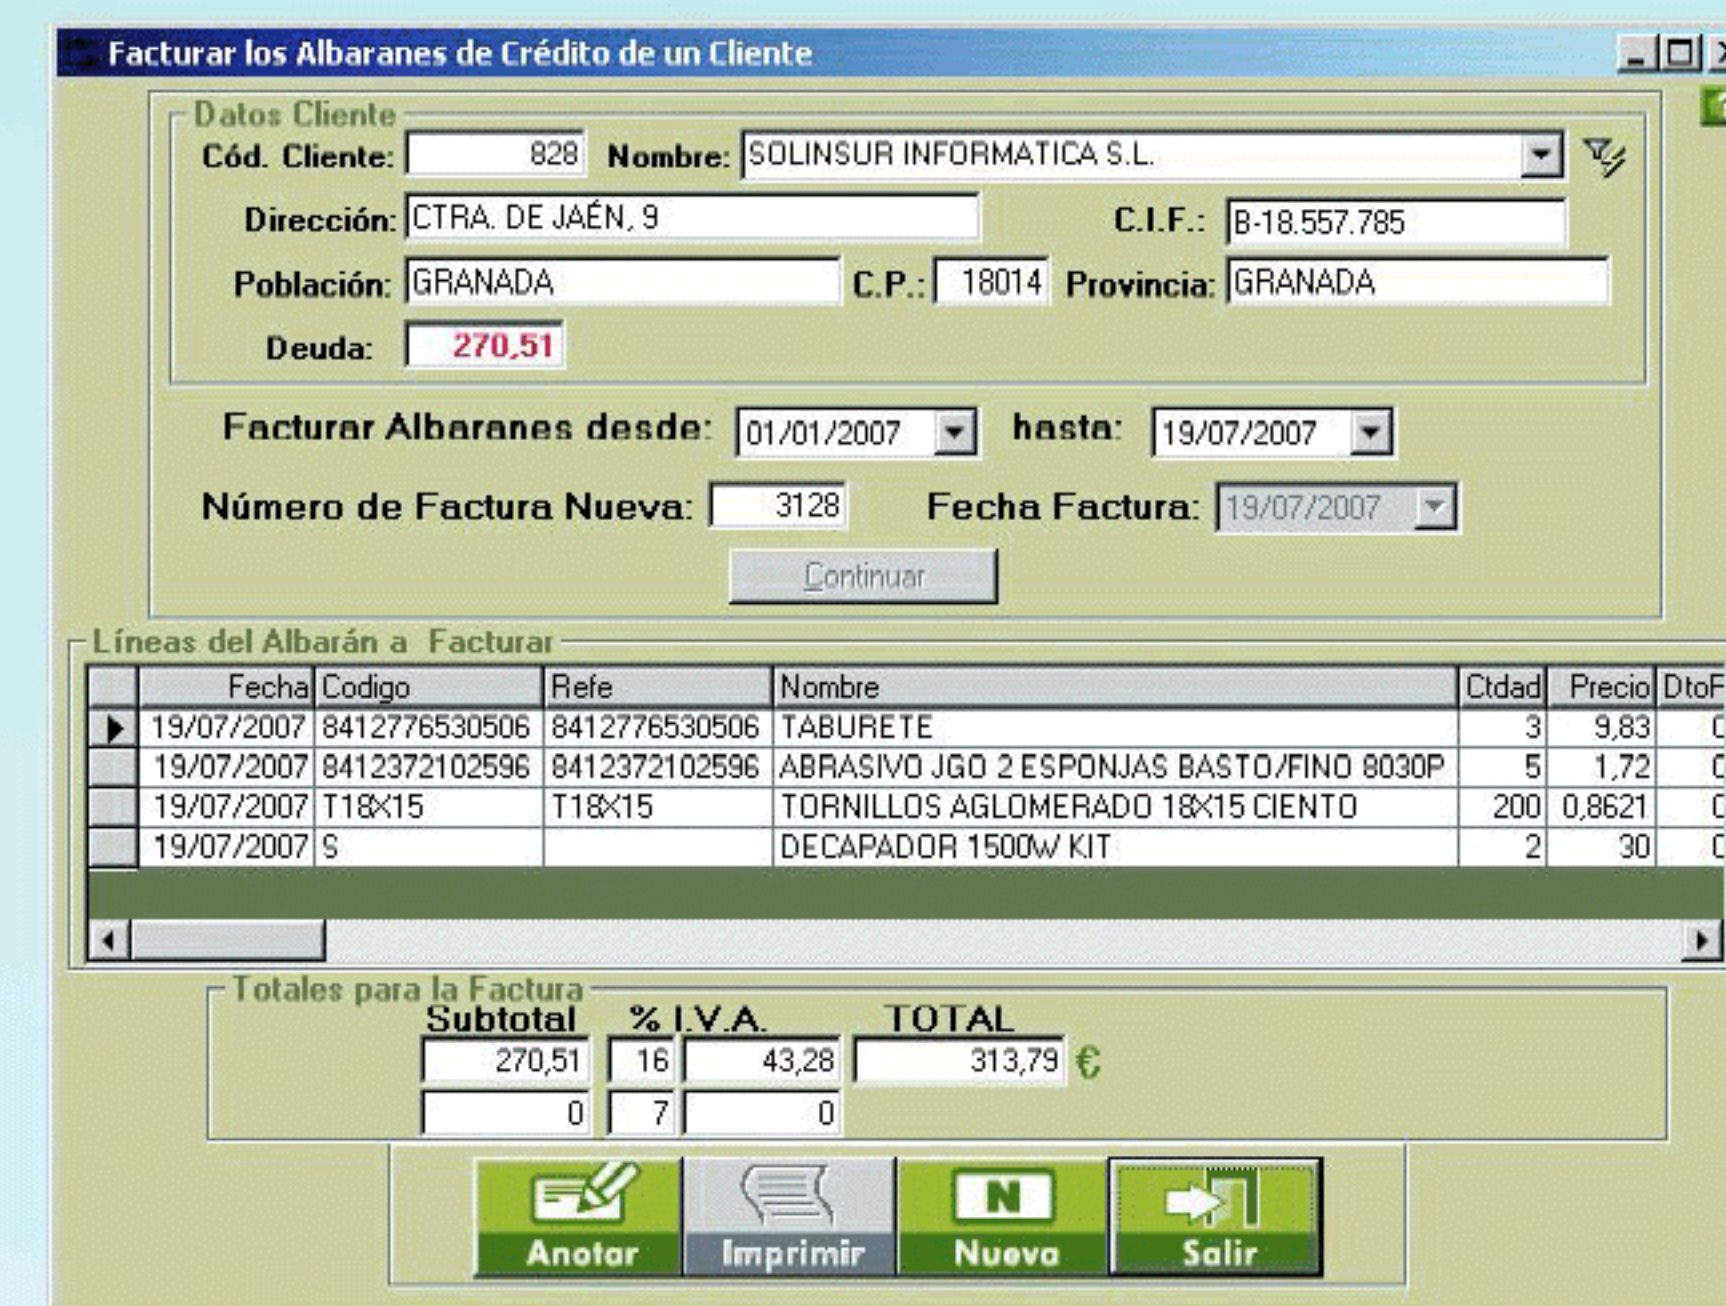 Facturar los Albaranes de Crédito de un Cliente
Datos Cliente
Cód. Cliente: 828 Nombre: SOLINSUR INFORMATICA S.L.
Dirección: CTRA. DE JAÉN, 9 C.I.F.: B-18.557.785
Población: GRANADA C.P.: 18014 Provincia: GRANADA
Deuda: 270,51
Facturar Albaranes desde: 01/01/2007 hasta: 19/07/2007
Número de Factura Nueva: 3128 Fecha Factura: 19/07/2007
Continuar
Líneas del Albarán a Facturar
Fecha Codigo Refe Nombre Ctdad Precio DtoF
19/07/2007 8412776530506 8412776530506 TABURETE 3 9,83 0
19/07/2007 8412372102596 8412372102596 ABRASIVO JGO 2 ESPONJAS BASTO/FINO 8030P 5 1,72 0
19/07/2007 T18X15 T18X15 TORNILLOS AGLOMERADO 18X15 CIENTO 200 0,8621 0
19/07/2007 S DECAPADOR 1500W KIT 2 30 0
Totales para la Factura
Subtotal % I.V.A. TOTAL
270,51 16 43,28 313,79 €
0 7 0
Anotar Imprimir Nueva Salir